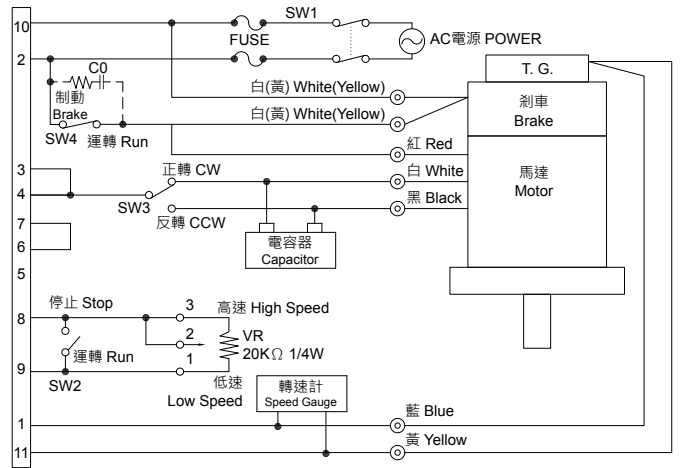 10
SW1
FUSE
AC電源 POWER
2
C0
T. G.
制動
Brake
白(黃) White(Yellow)
白(黃) White(Yellow)
剎車
Brake
SW4
運轉 Run
紅 Red
3
正轉 CW
白 White
馬達
Motor
4
SW3
黑 Black
7
反轉 CCW
6
電容器
Capacitor
5
停止 Stop
3
高速 High Speed
8
2
VR
20KΩ 1/4W
運轉 Run
1
9
SW2
低速
Low Speed
轉速計
Speed Gauge
藍 Blue
1
黃 Yellow
11